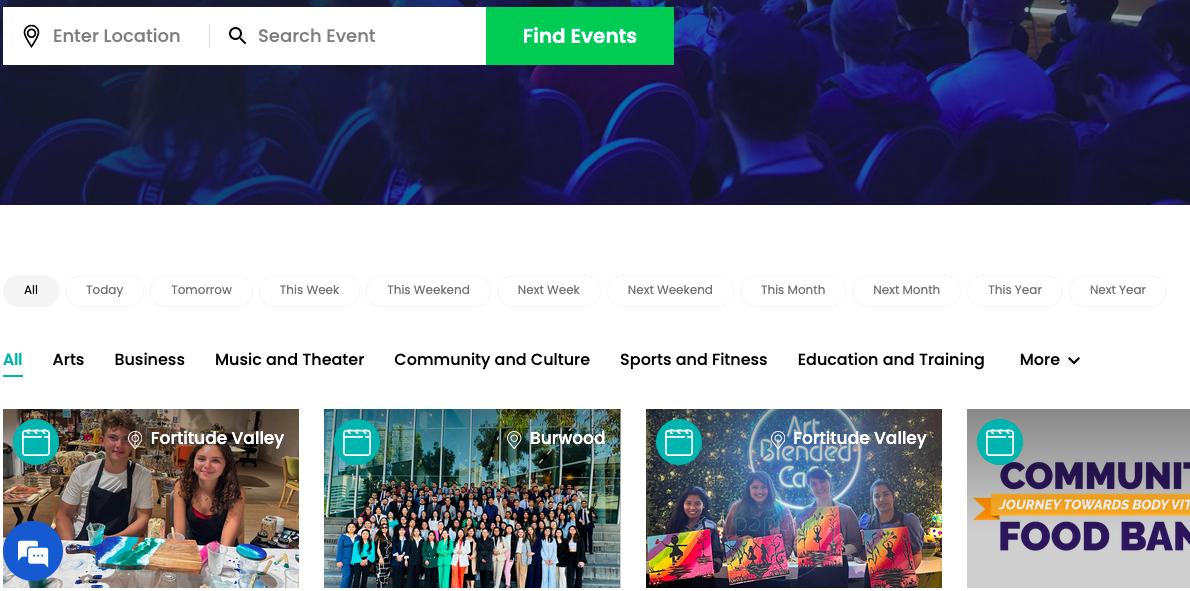 Enter Location
Search Event
Find Events
All
Today
Tomorrow
This Week
This Weekend
Next Week
Next Weekend
This Month
Next Month
This Year
Next Year
All
Arts
Business
Music and Theater
Community and Culture
Sports and Fitness
Education and Training
More
Fortitude Valley
Burwood
Fortitude Valley
Art
Blended
COMMUNIT
JOURNEY TOWARDS BODY VIT
FOOD BAN